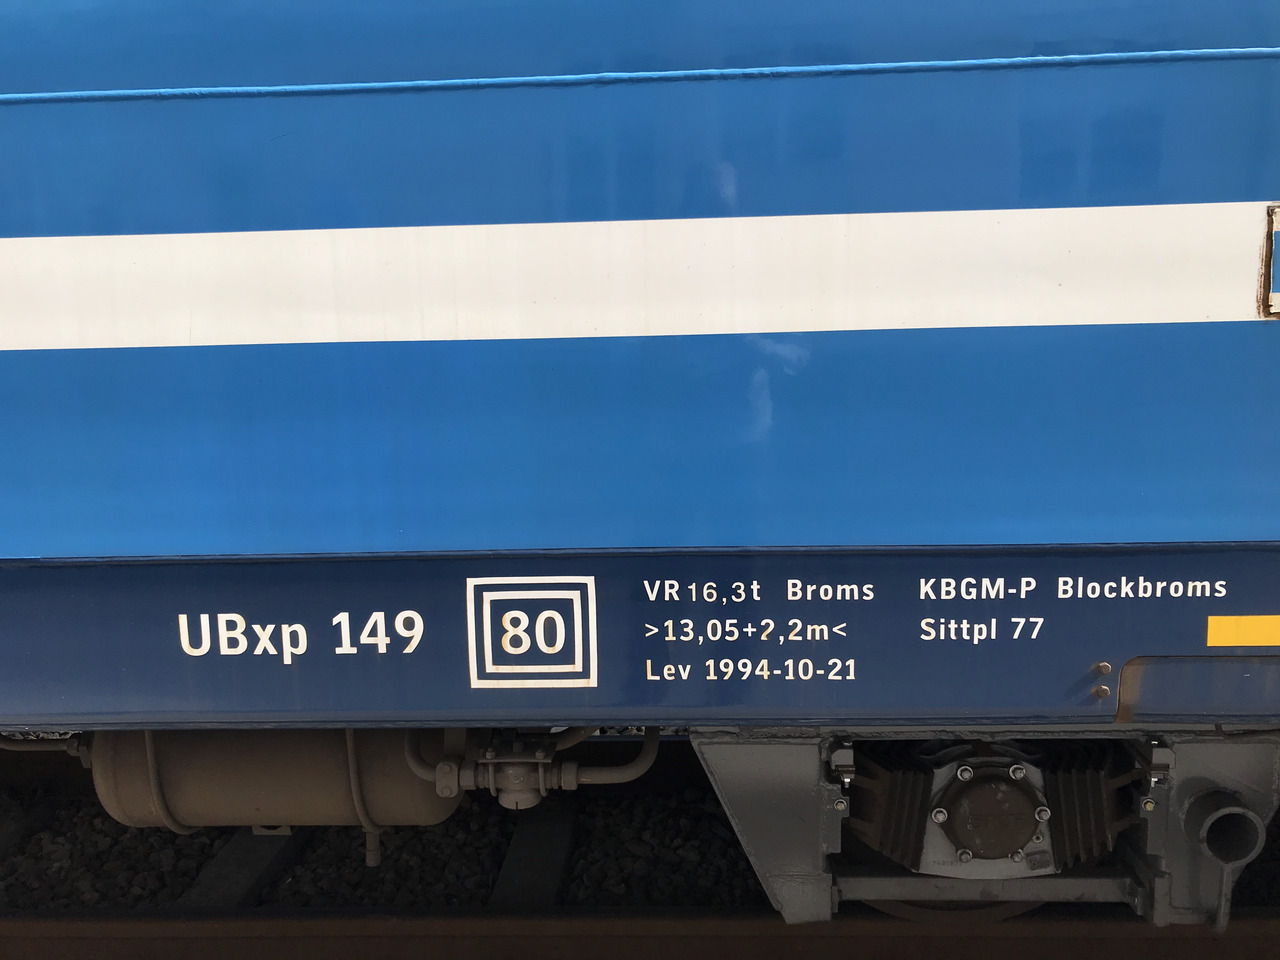 UBxp 149
80
VR 16,3t Broms KBGM-P Blockbroms
>13,05+2,2m< Sittpl 77
Lev 1994-10-21